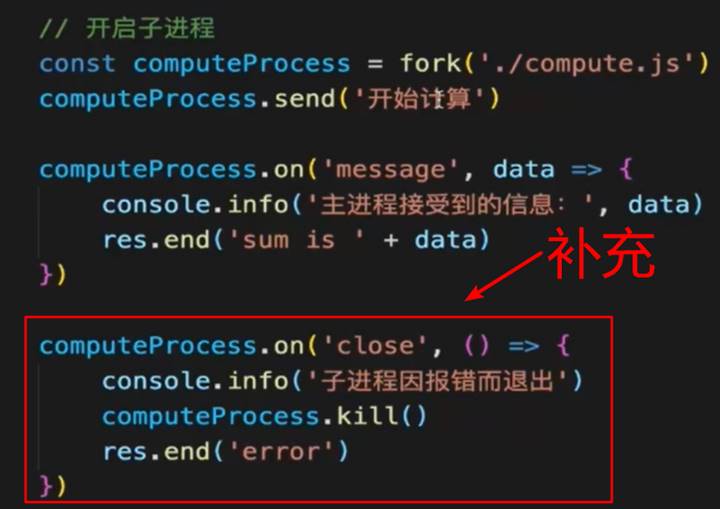 // 开启子进程
const computeProcess = fork('./compute.js')
computeProcess.send('开始计算')
computeProcess.on('message', data => {
console.info('主进程接受到的信息：', data)
res.end('sum is ' + data)
})
补充
computeProcess.on('close', () => {
console.info('子进程因报错而退出')
computeProcess.kill()
res.end('error')
})